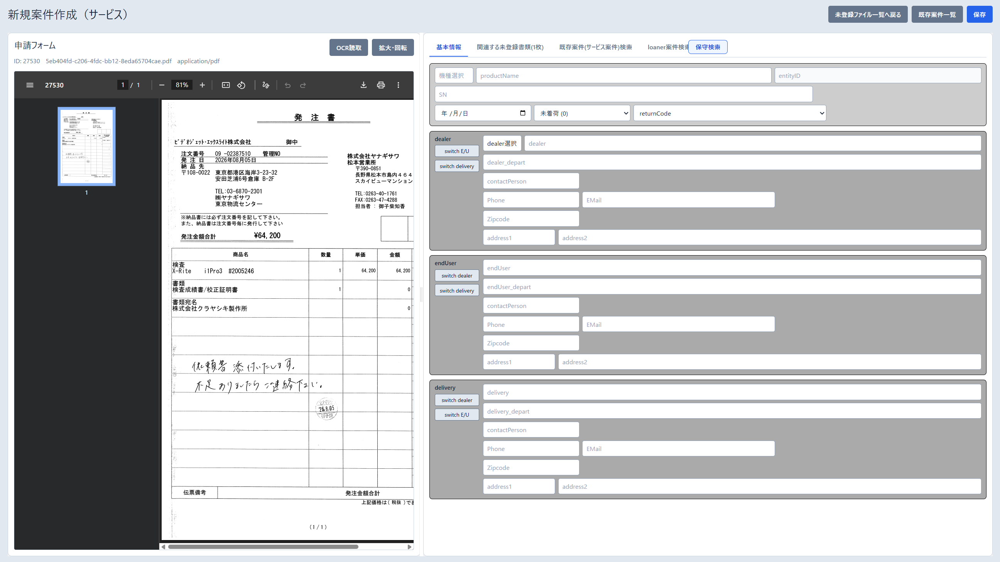 新規案件作成（サービス）
未登録ファイル一覧へ戻る
既存案件一覧
保存
申請フォーム
OCR読取
拡大・回転
ID: 27530 5eb404fd-c206-4fdc-bb12-8eda65704cae.pdf application/pdf
27530
1 / 1
81%
1
発 注 書
ビデオジェット・エックスライト株式会社 御中
注文番号 09 -02387510 管理NO
発 注 日 2026年08月05日
納 品 先
〒108-0022 東京都港区海岸3-23-32
安田芝浦6号倉庫 B-2F
TEL:03-6870-2301
㈱ヤナギサワ
東京物流センター
株式会社ヤナギサワ
松本営業所
〒390-0851
長野県松本市島内４６４
スカイビューマンション
TEL:0263-40-1761
FAX:0263-47-4288
担当者 : 御子柴知香
※納品書には必ず注文番号を記して下さい。
また、納品書は注文番号毎に発行して下さい
発注金額合計 ¥64,200
商品名 数量 単価 金額
検査
X-Rite i1Pro3 #2005246 1 64,200 64,200
書類
検査成績書/校正証明書 1 0
書類宛名
株式会社クラヤシキ製作所 0
依頼書 添付いたします。
不足ありましたら ご連絡下さい。
ヤナギサワ
'26.8.05
御子柴
伝票備考 発注金額合計
上記価格は( 税抜 )で表
(1/1)
基本情報
関連する未登録書類(1枚)
既存案件(サービス案件)検索
loaner案件検索
保守検索
機種選択 productName entityID
SN
年 /月/日 未着荷 (0) returnCode
dealer
switch E/U
switch delivery
dealer選択 dealer
dealer_depart
contactPerson
Phone EMail
Zipcode
address1 address2
endUser
switch dealer
switch delivery
endUser
endUser_depart
contactPerson
Phone EMail
Zipcode
address1 address2
delivery
switch dealer
switch E/U
delivery
delivery_depart
contactPerson
Phone EMail
Zipcode
address1 address2